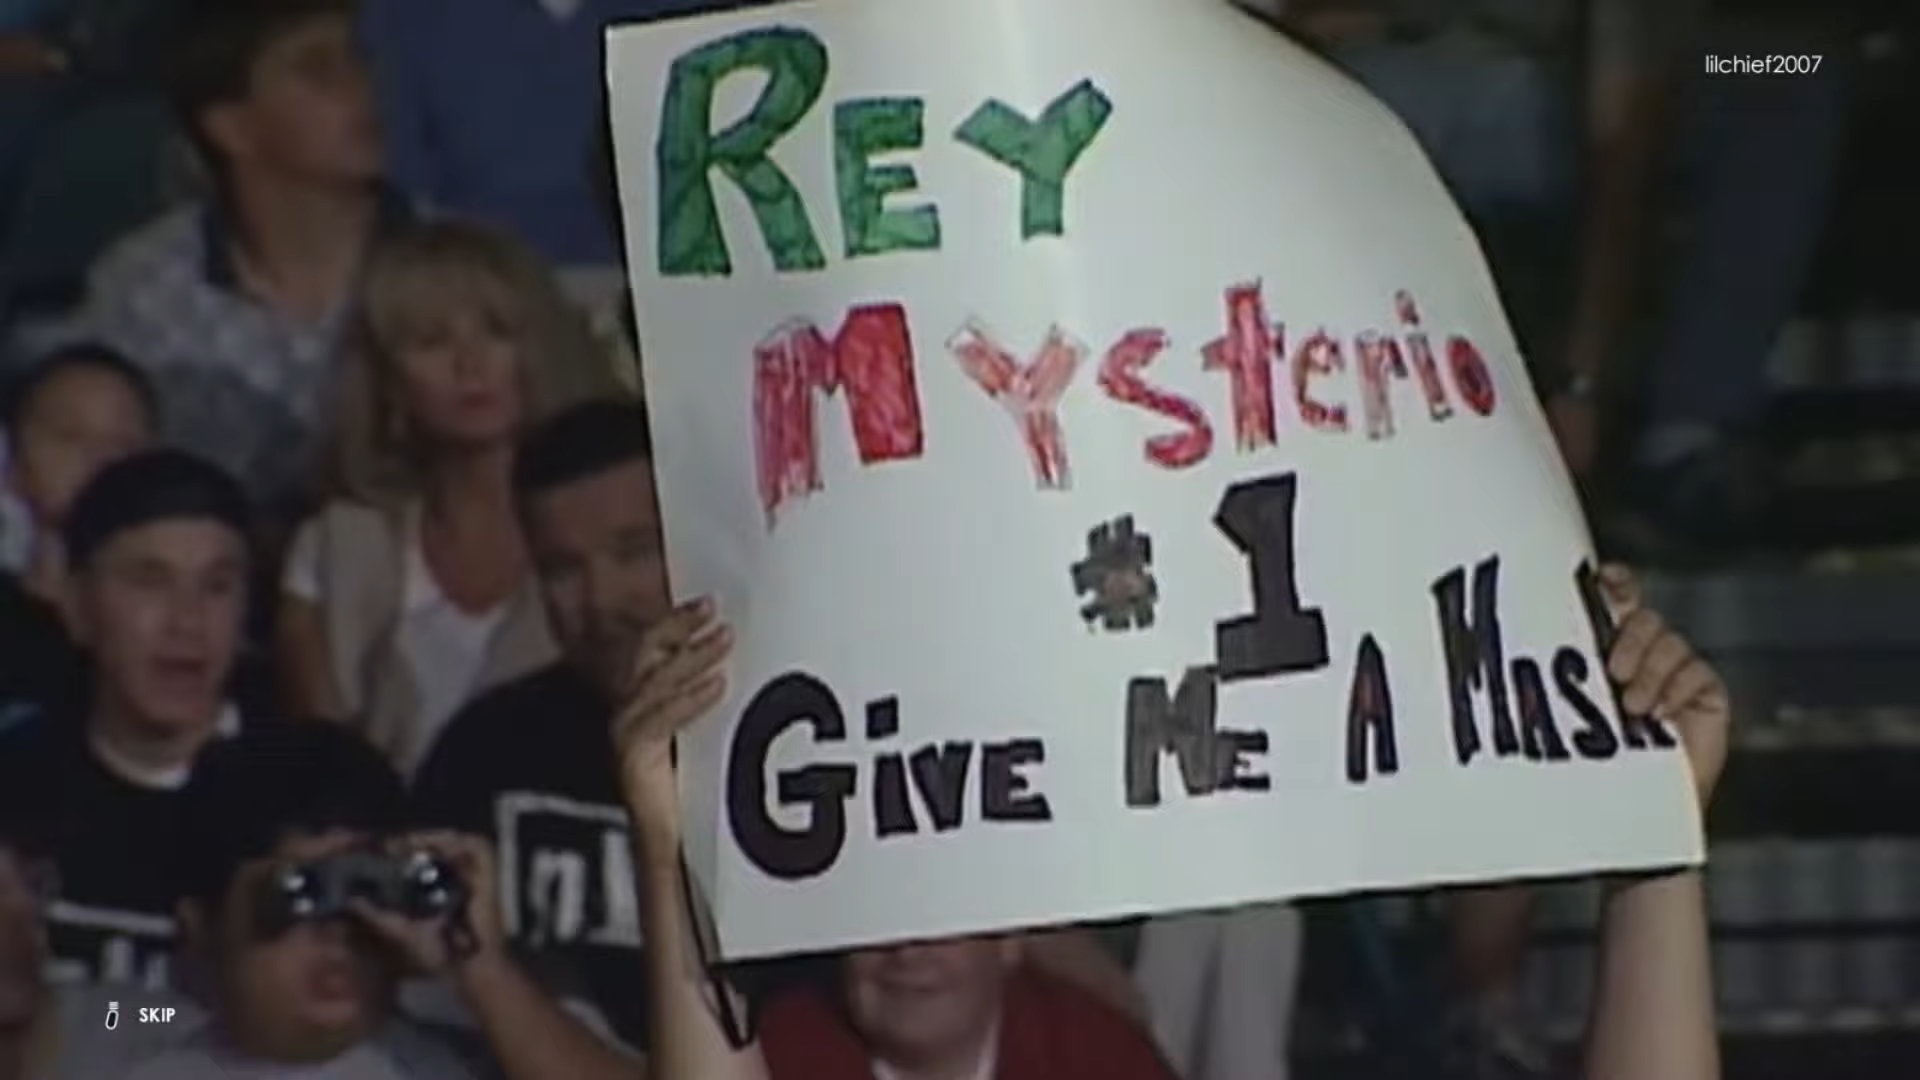 lilchief2007
REY
MYsterio
#1
GiVE ME A MASK
SKIP